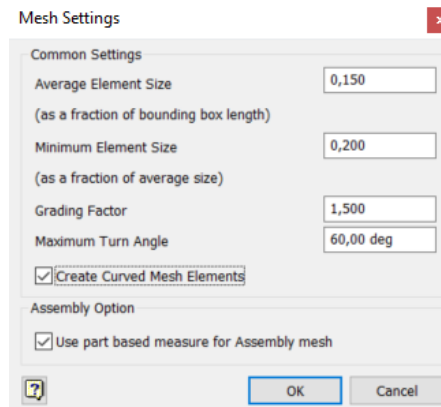 Mesh Settings
Common Settings
Average Element Size 0,150
(as a fraction of bounding box length)
Minimum Element Size 0,200
(as a fraction of average size)
Grading Factor 1,500
Maximum Turn Angle 60,00 deg
Create Curved Mesh Elements
Assembly Option
Use part based measure for Assembly mesh
? OK Cancel